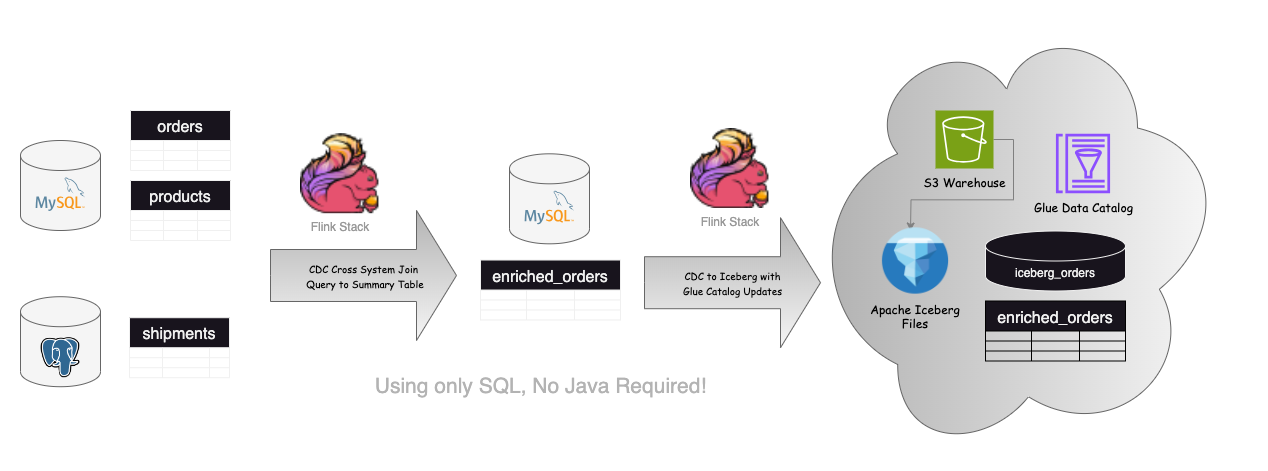 orders
MySQL
products
shipments
Flink Stack
CDC Cross System Join
Query to Summary Table
MySQL
enriched_orders
Flink Stack
CDC to Iceberg with
Glue Catalog Updates
S3 Warehouse
Glue Data Catalog
Apache Iceberg
Files
iceberg_orders
enriched_orders
Using only SQL, No Java Required!